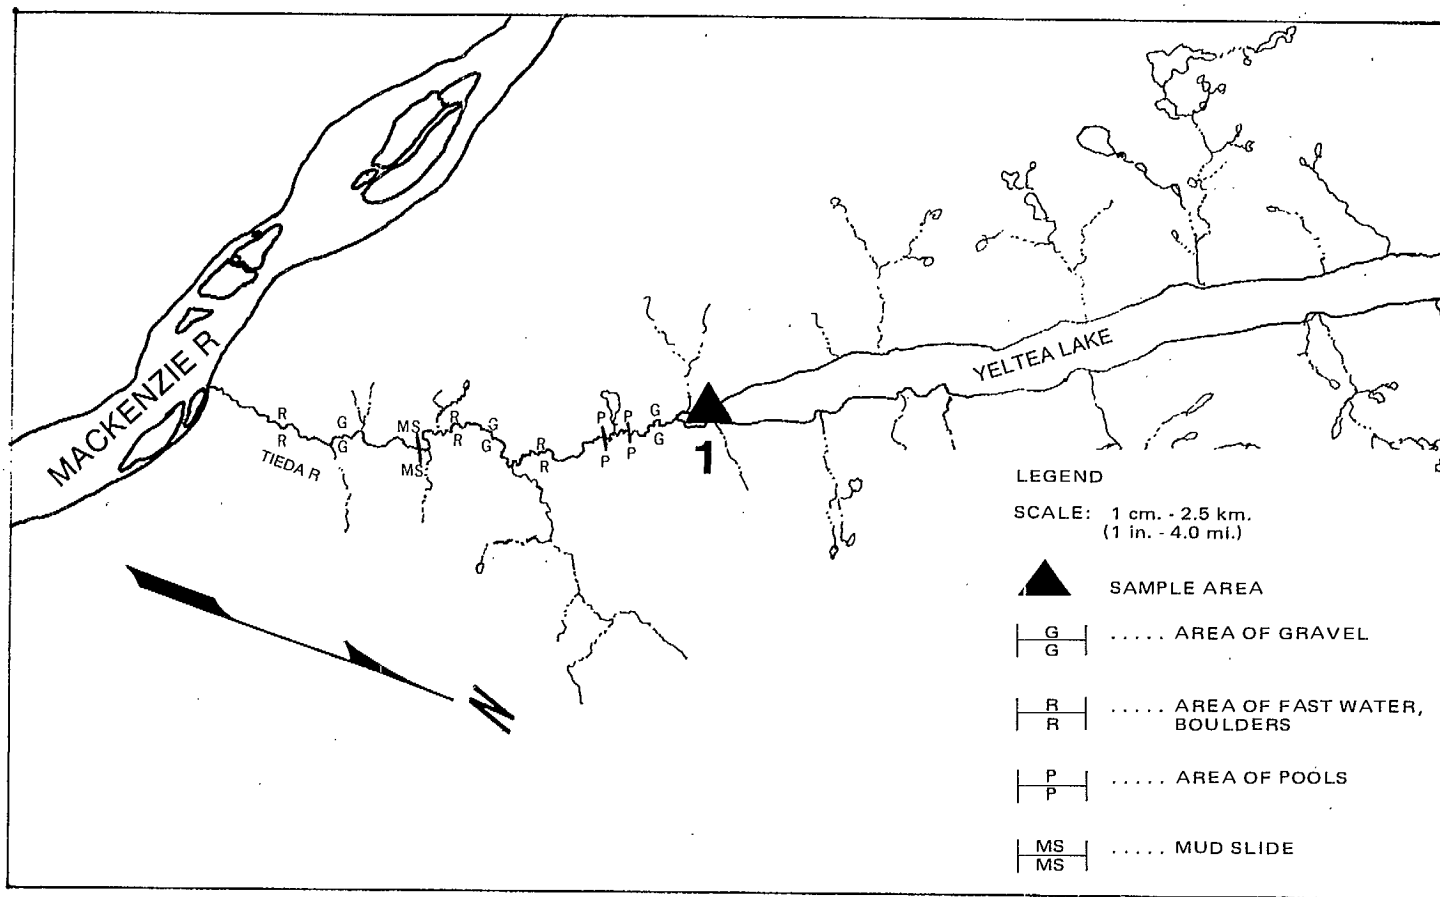 MACKENZIE R
YELTEA LAKE
R
R
TIEDA R
G
G
MS
MS
R
R
G
G
R
R
P P
P P
G
G
1
N
LEGEND
SCALE: 1 cm. - 2.5 km.
(1 in. - 4.0 mi.)
SAMPLE AREA
G
G ..... AREA OF GRAVEL
R
R ..... AREA OF FAST WATER,
BOULDERS
P
P ..... AREA OF POOLS
MS
MS ..... MUD SLIDE